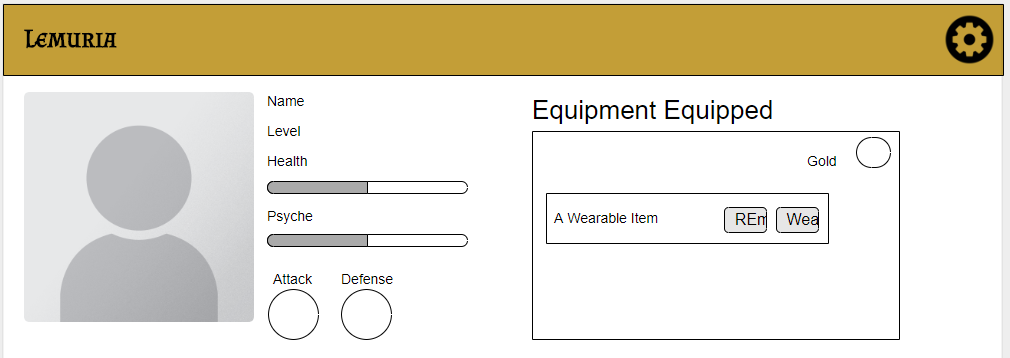 Lemuria
Name
Level
Health
Psyche
Attack Defense
Equipment Equipped
Gold
A Wearable Item REm Wea